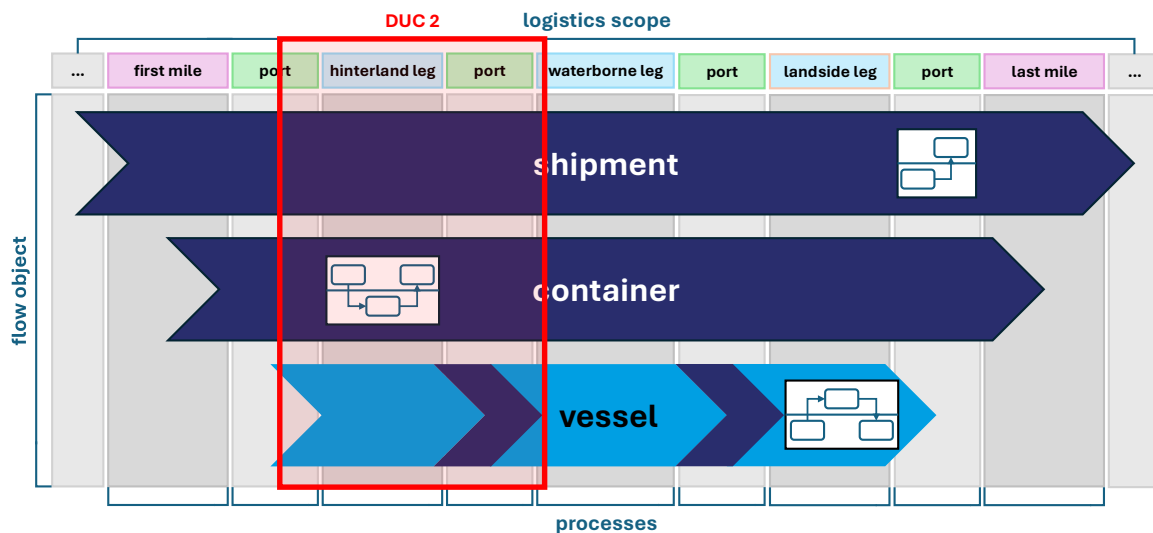 DUC 2
logistics scope
...
first mile
port
hinterland leg
port
waterborne leg
port
landside leg
port
last mile
...
flow object
shipment
container
vessel
processes